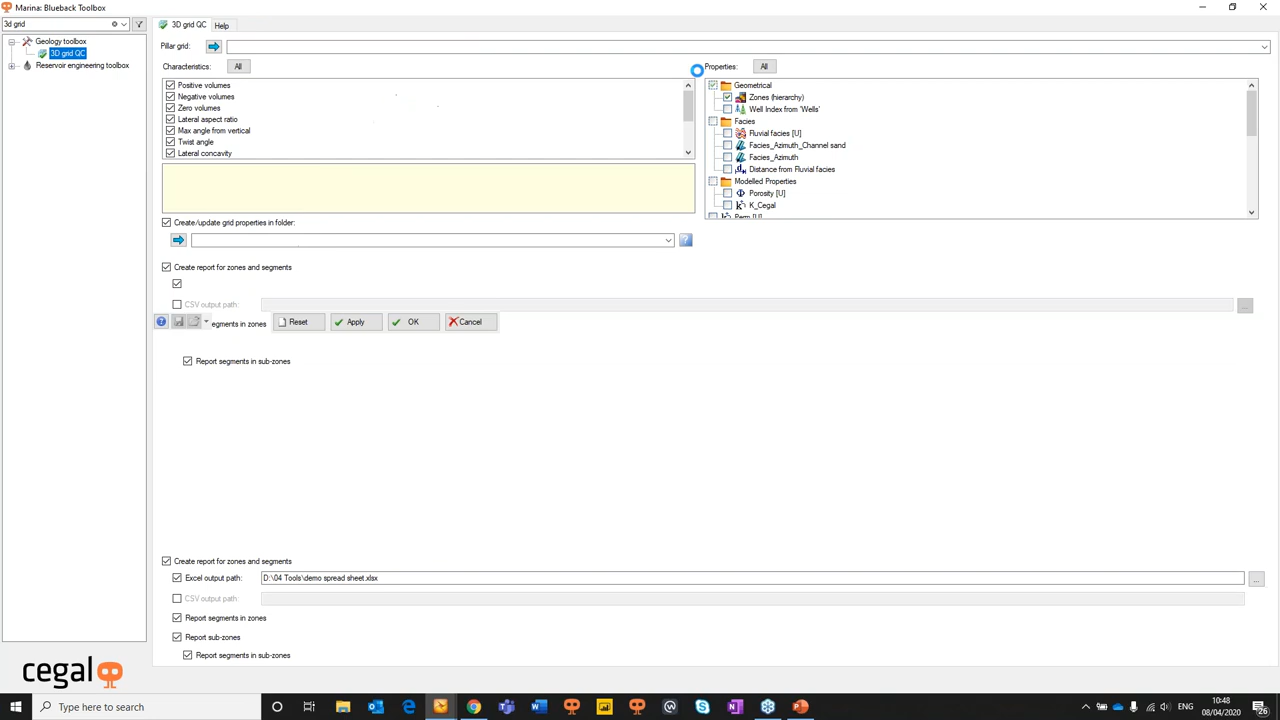 Marina: Blueback Toolbox
3d grid
3D grid QC
Help
Geology toolbox
3D grid QC
Reservoir engineering toolbox
Pillar grid:
Characteristics:
All
Properties:
All
Positive volumes
Negative volumes
Zero volumes
Lateral aspect ratio
Max angle from vertical
Twist angle
Lateral concavity
Geometrical
Zones (hierarchy)
Well Index from 'Wells'
Facies
Fluvial facies [U]
Facies_Azimuth_Channel sand
Facies_Azimuth
Distance from Fluvial facies
Modelled Properties
Porosity [U]
K_Cegal
Perm [U]
Create/update grid properties in folder:
Create report for zones and segments
CSV output path:
...
egments in zones
Reset
Apply
OK
Cancel
Report segments in sub-zones
Create report for zones and segments
Excel output path:
D:\04 Tools\demo spread sheet.xlsx
...
CSV output path:
Report segments in zones
Report sub-zones
Report segments in sub-zones
cegal
Type here to search
ENG
10:48
08/04/2020
26